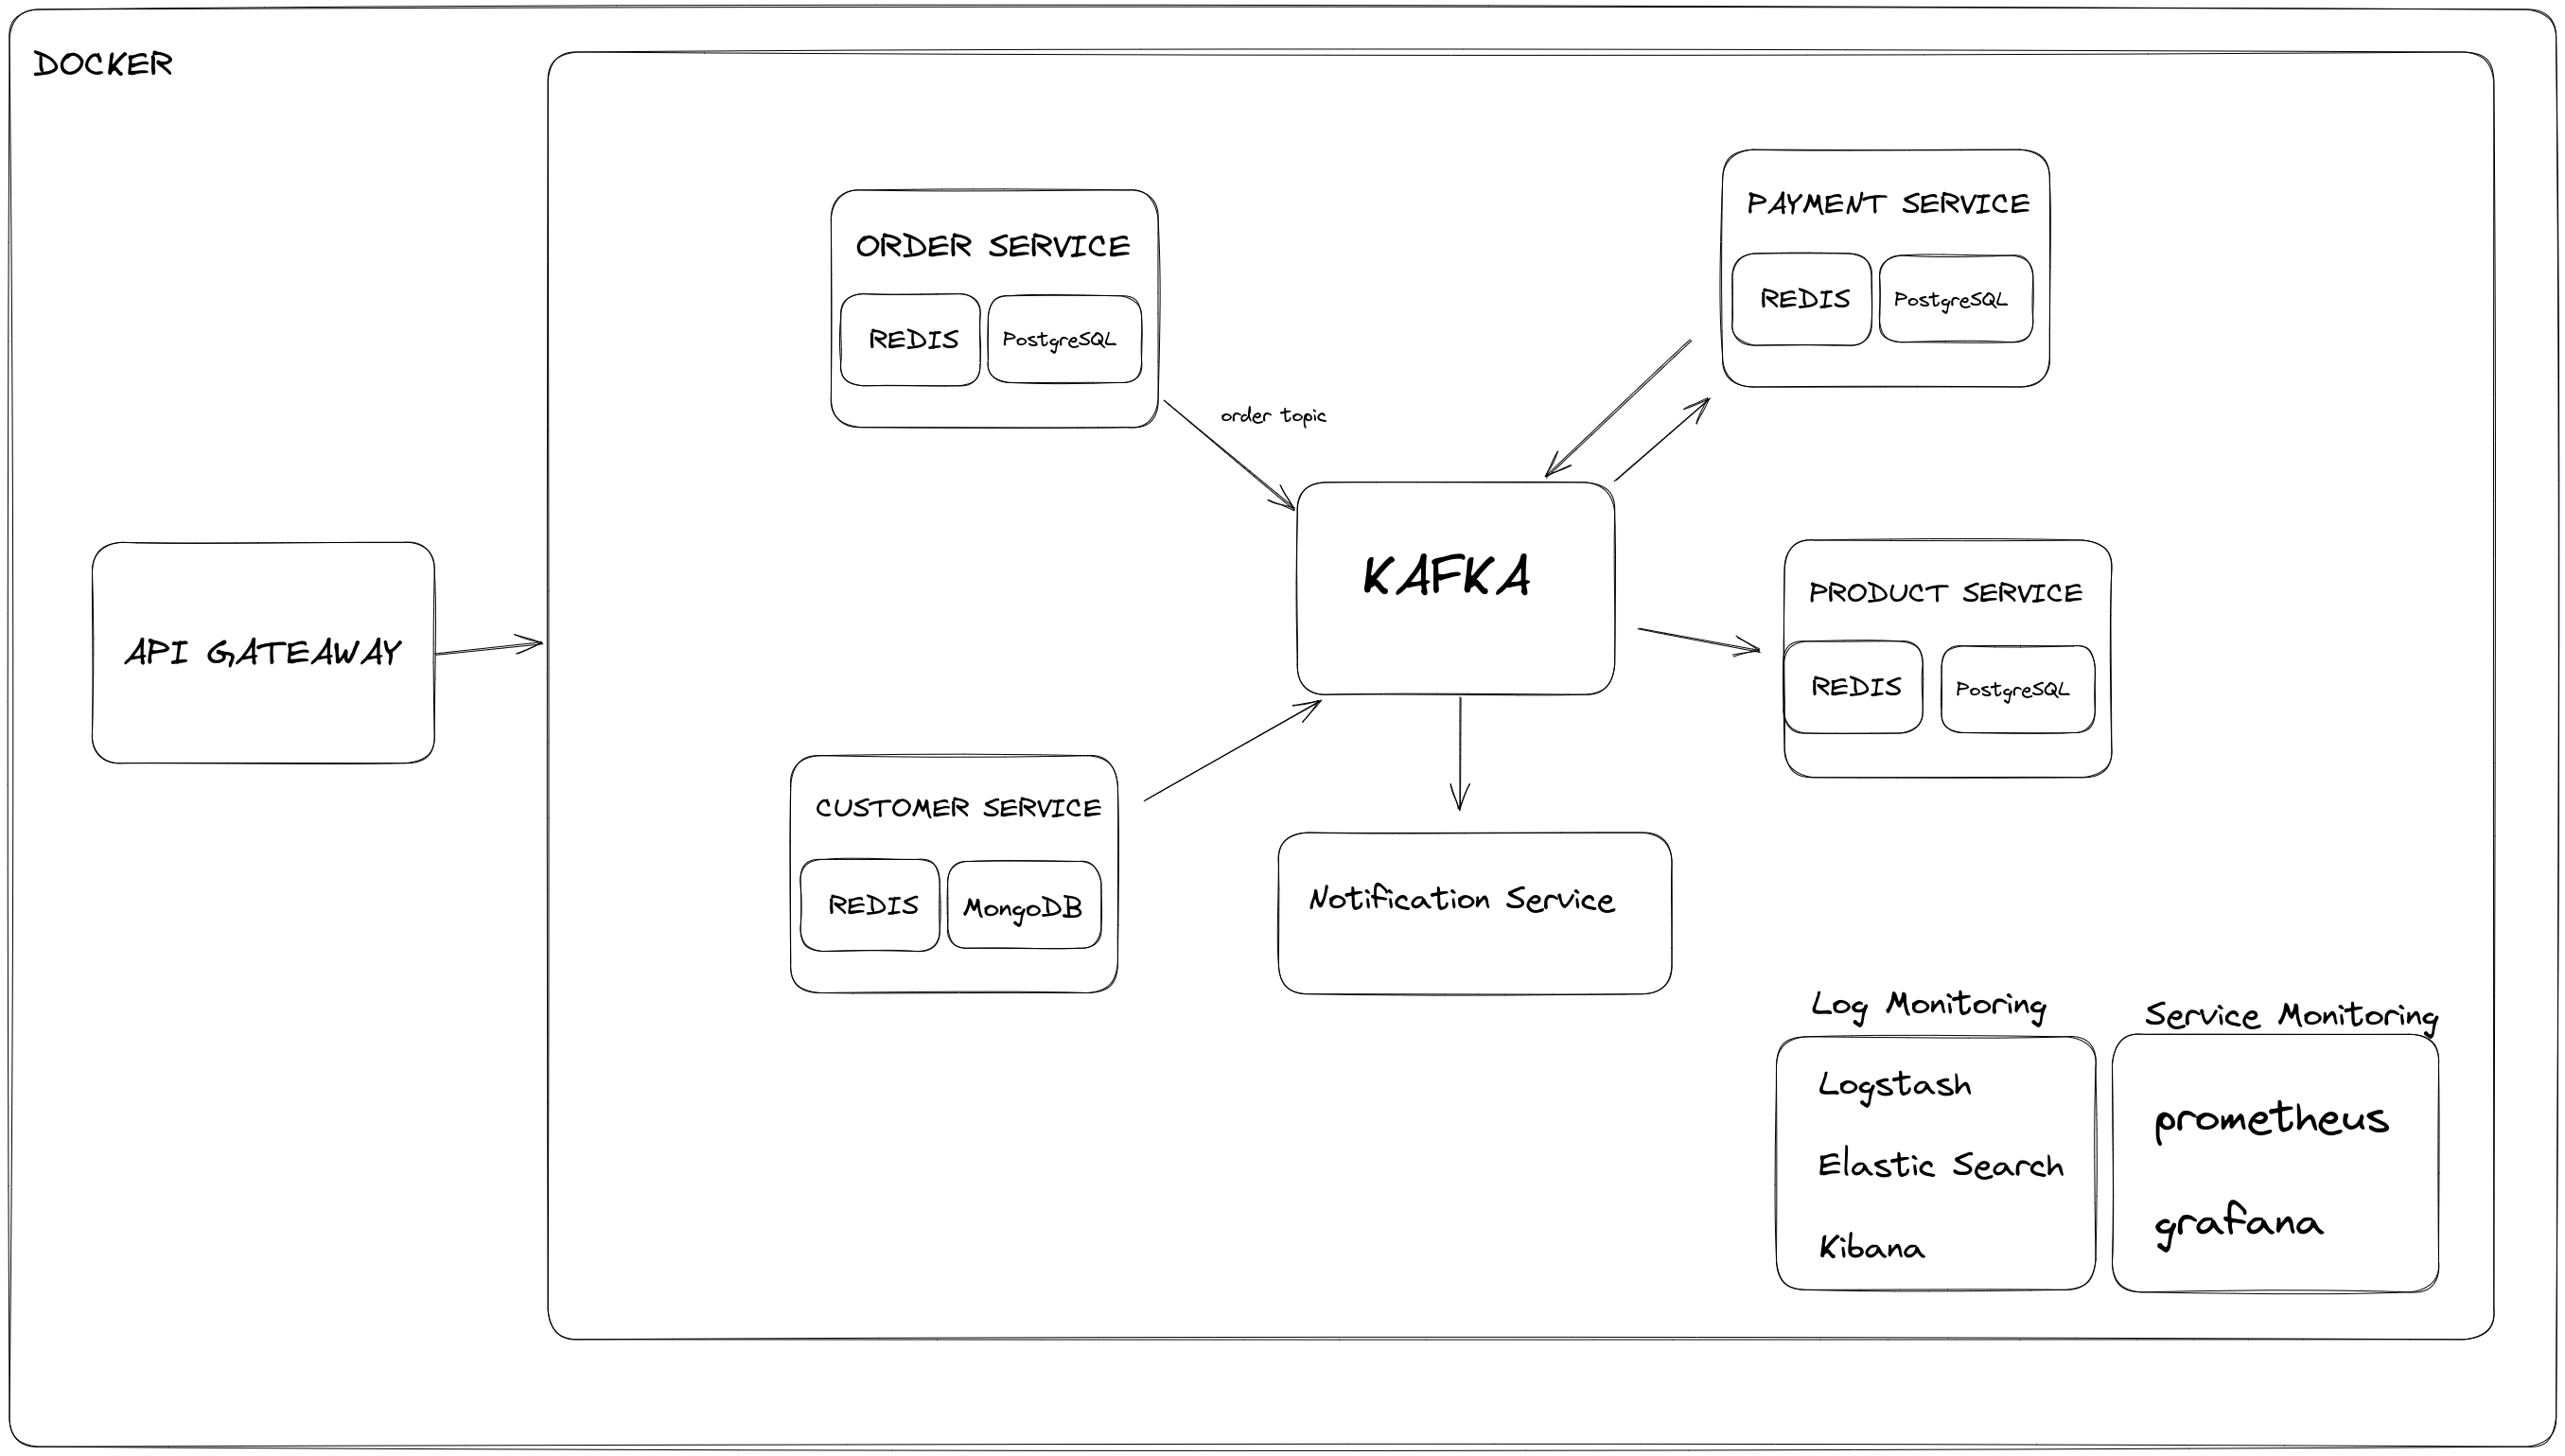 DOCKER
PAYMENT SERVICE
REDIS
PostgreSQL
ORDER SERVICE
REDIS
PostgreSQL
order topic
KAFKA
PRODUCT SERVICE
REDIS
PostgreSQL
API GATEAWAY
CUSTOMER SERVICE
REDIS
MongoDB
Notification Service
Log Monitoring
Logstash
Elastic Search
Kibana
Service Monitoring
prometheus
grafana